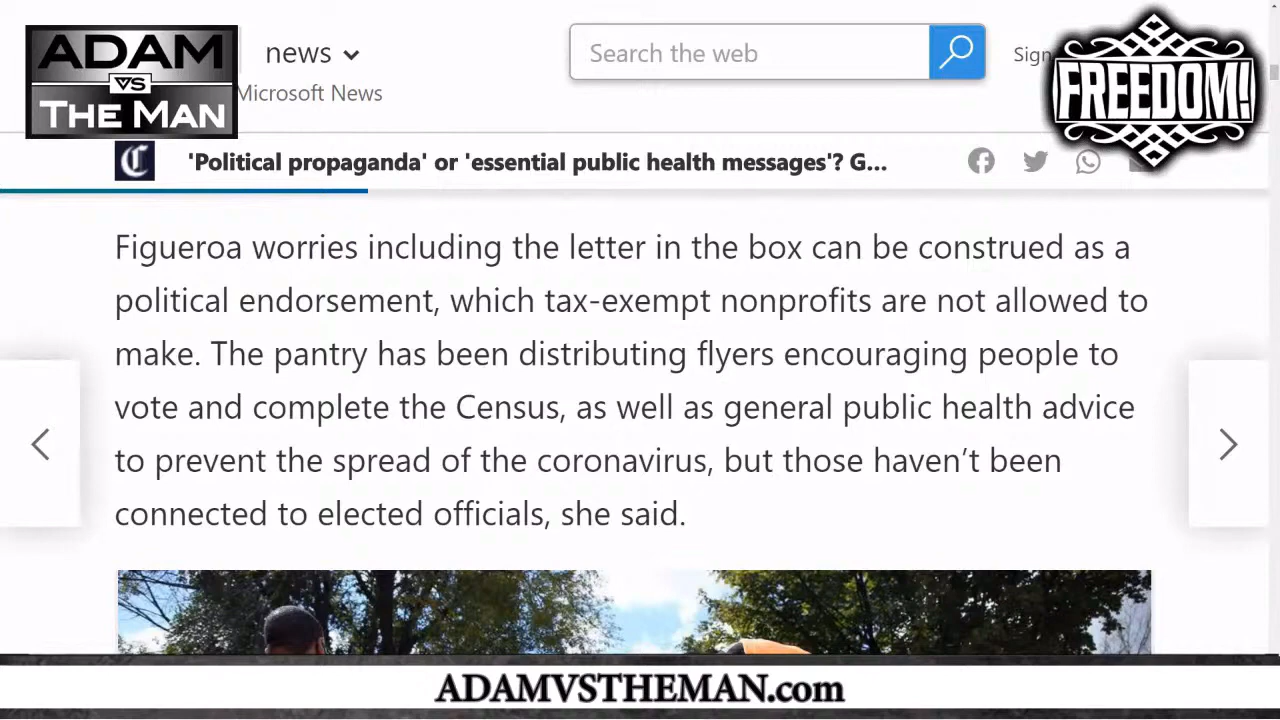 ADAM
VS
THE MAN
news
Microsoft News
Search the web
Sign
FREEDOM!
C
'Political propaganda' or 'essential public health messages'? G...
Figueroa worries including the letter in the box can be construed as a
political endorsement, which tax-exempt nonprofits are not allowed to
make. The pantry has been distributing flyers encouraging people to
vote and complete the Census, as well as general public health advice
to prevent the spread of the coronavirus, but those haven’t been
connected to elected officials, she said.
ADAMVSTHEMAN.com